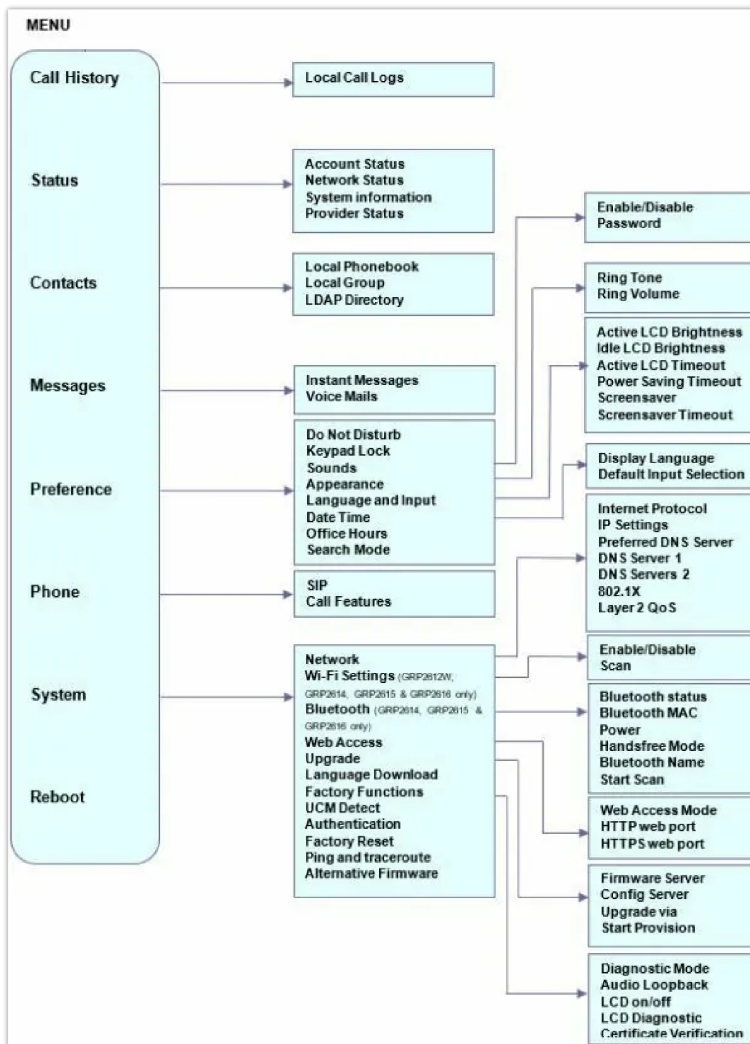 MENU
Call History
Status
Contacts
Messages
Preference
Phone
System
Reboot
Local Call Logs
Account Status
Network Status
System information
Provider Status
Local Phonebook
Local Group
LDAP Directory
Instant Messages
Voice Mails
Do Not Disturb
Keypad Lock
Sounds
Appearance
Language and Input
Date Time
Office Hours
Search Mode
SIP
Call Features
Network
Wi-Fi Settings (GRP2612W,
GRP2614, GRP2615 & GRP2616 only)
Bluetooth (GRP2614, GRP2615 &
GRP2616 only)
Web Access
Upgrade
Language Download
Factory Functions
UCM Detect
Authentication
Factory Reset
Ping and traceroute
Alternative Firmware
Enable/Disable
Password
Ring Tone
Ring Volume
Active LCD Brightness
Idle LCD Brightness
Active LCD Timeout
Power Saving Timeout
Screensaver
Screensaver Timeout
Display Language
Default Input Selection
Internet Protocol
IP Settings
Preferred DNS Server
DNS Server 1
DNS Servers 2
802.1X
Layer 2 QoS
Enable/Disable
Scan
Bluetooth status
Bluetooth MAC
Power
Handsfree Mode
Bluetooth Name
Start Scan
Web Access Mode
HTTP web port
HTTPS web port
Firmware Server
Config Server
Upgrade via
Start Provision
Diagnostic Mode
Audio Loopback
LCD on/off
LCD Diagnostic
Certificate Verification